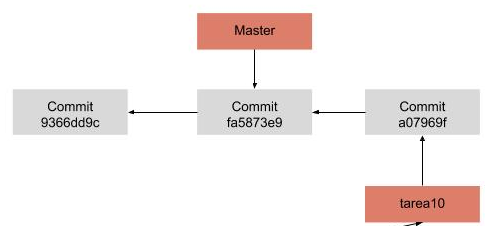 Master
Commit
9366dd9c
Commit
fa5873e9
Commit
a07969f
tarea10